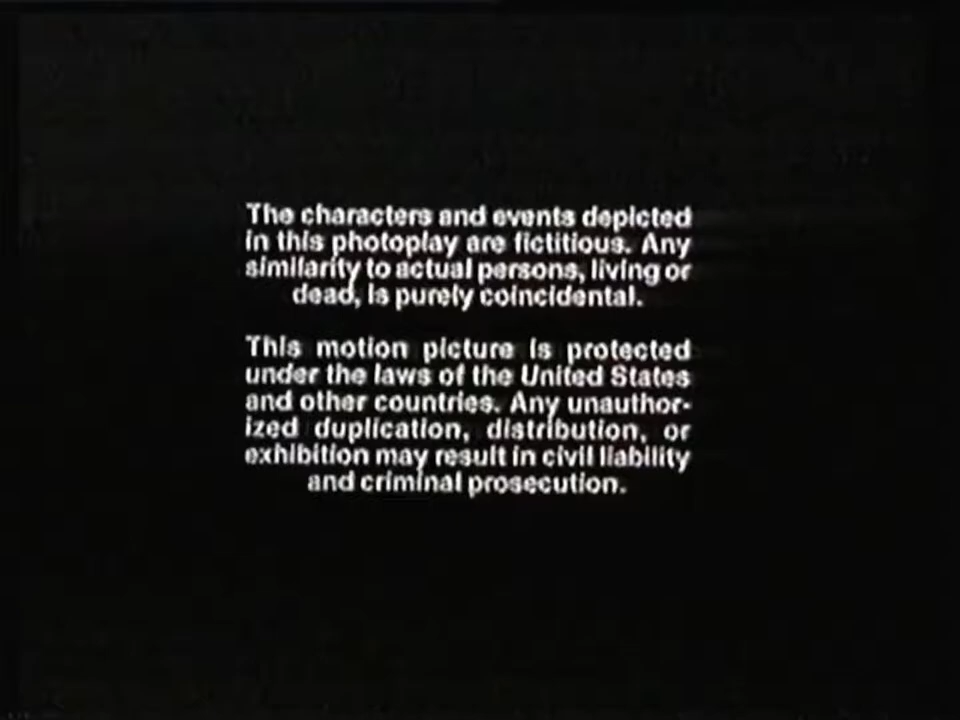 The characters and events depicted
in this photoplay are fictitious. Any
similarity to actual persons, living or
dead, is purely coincidental.
This motion picture is protected
under the laws of the United States
and other countries. Any unauthor-
ized duplication, distribution, or
exhibition may result in civil liability
and criminal prosecution.